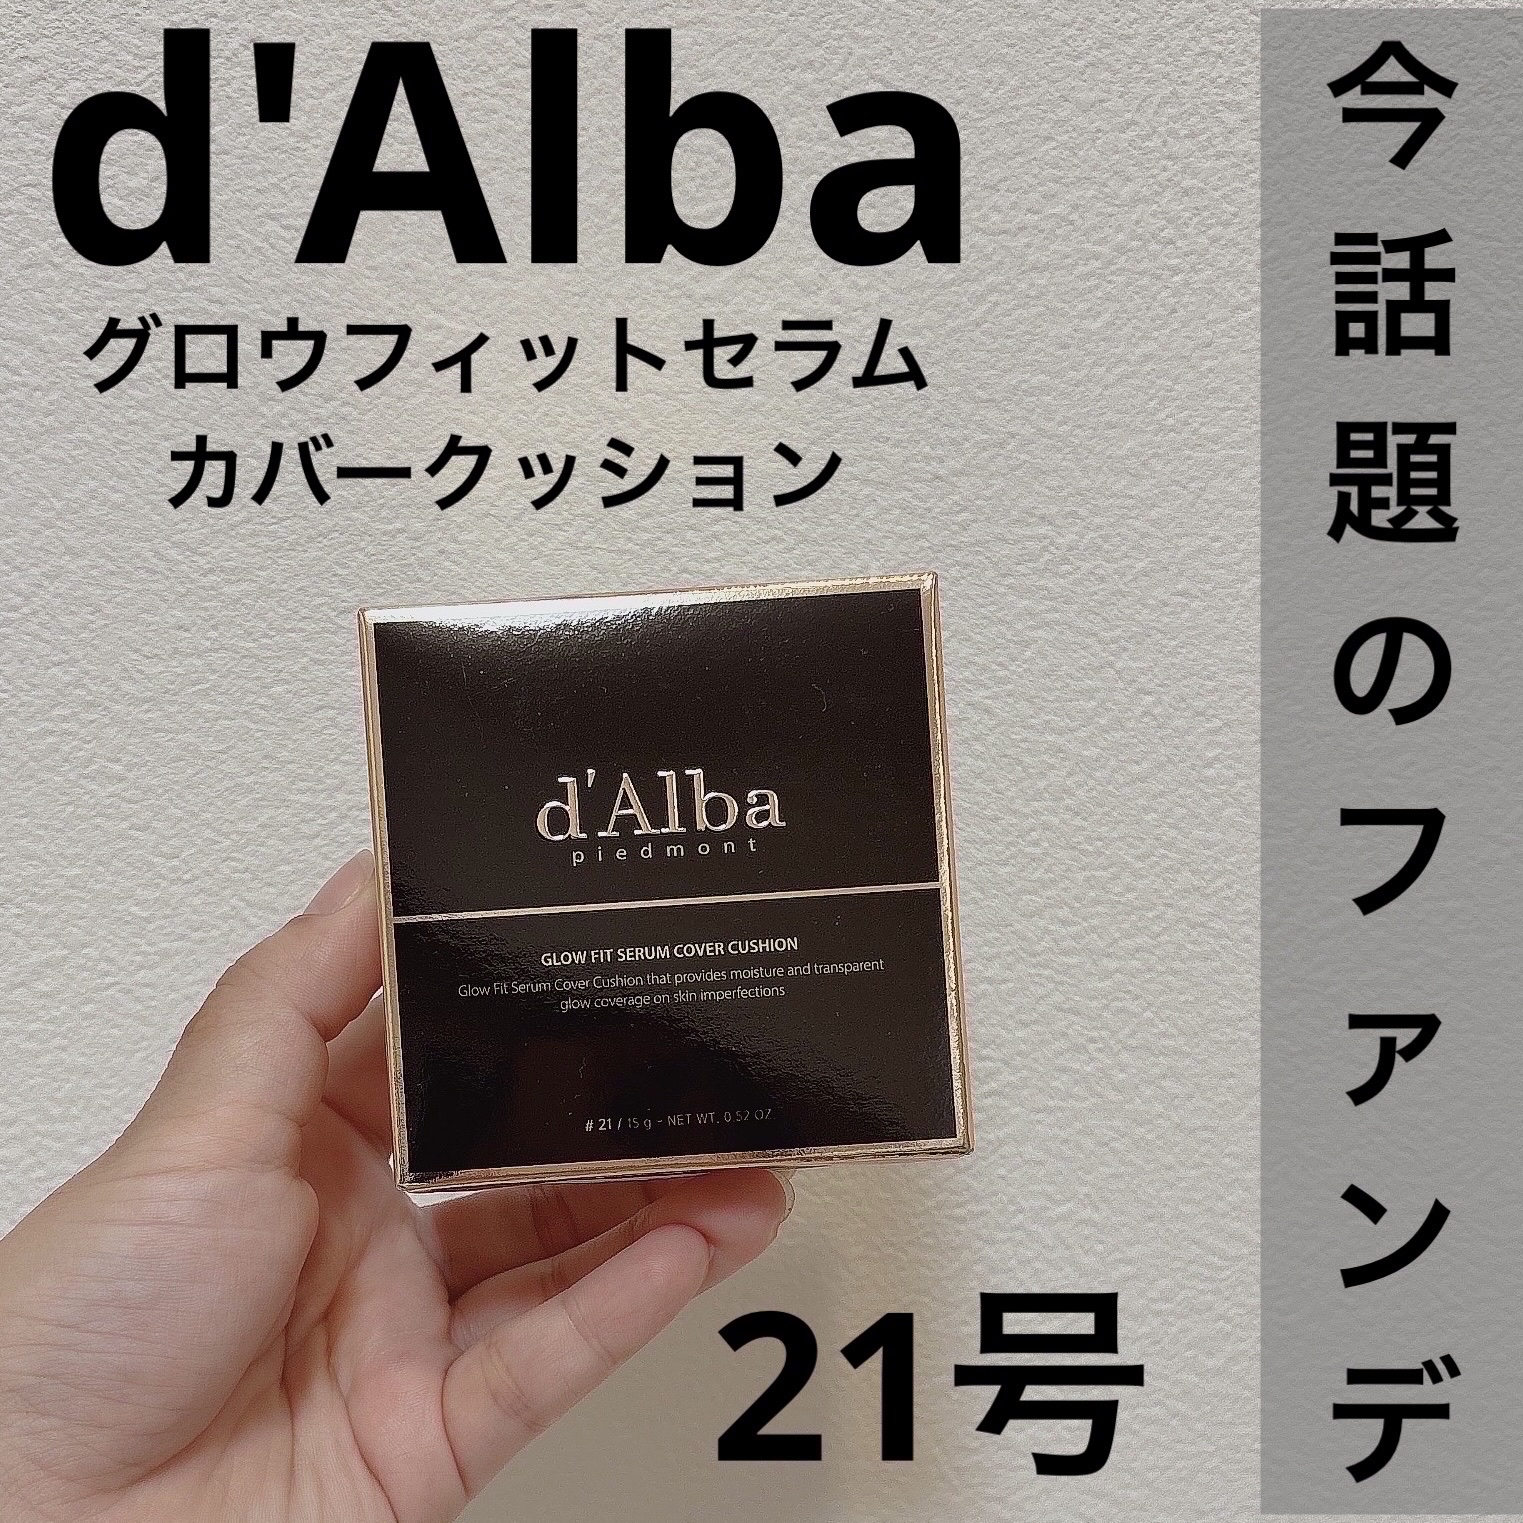 d'Alba
グロウフィットセラム
カバークッション
今話題のファンデ
d'Alba
piedmont
GLOW FIT SERUM COVER CUSHION
Glow Fit Serum Cover Cushion that provides moisture and transparent
glow coverage on skin imperfections
# 21 / 15 g - NET WT. 0.52 OZ.
21号